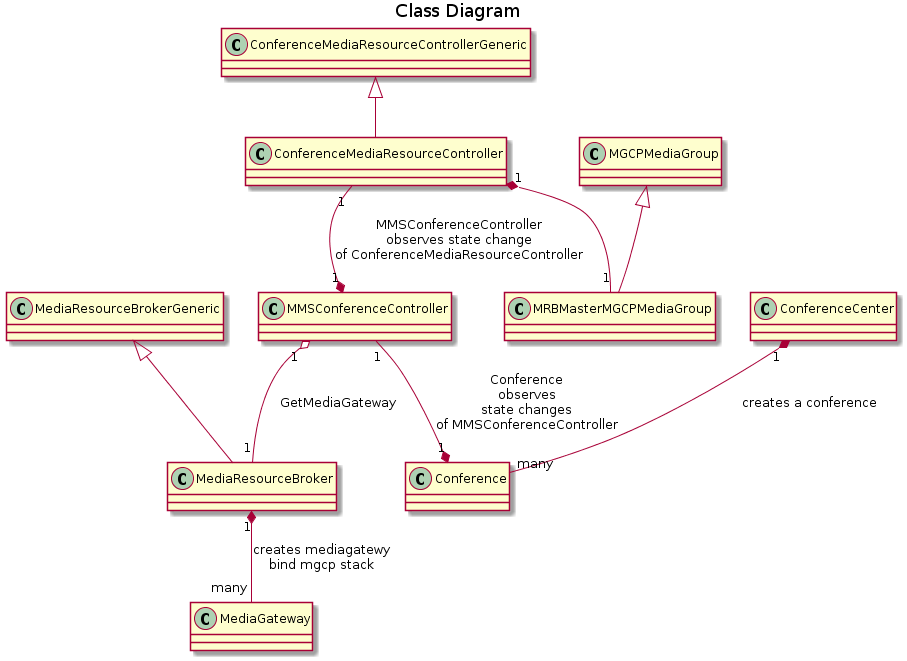 Class Diagram
C ConferenceMediaResourceControllerGeneric
C ConferenceMediaResourceController
C MGCPMediaGroup
1
1
MMSConferenceController
observes state change
of ConferenceMediaResourceController
1
1
C MediaResourceBrokerGeneric
C MMSConferenceController
C MRBMasterMGCPMediaGroup
C ConferenceCenter
1
1
1
GetMediaGateway
Conference
observes
state changes
of MMSConferenceController
creates a conference
1
1
many
C MediaResourceBroker
C Conference
1
creates mediagatewy
bind mgcp stack
many
C MediaGateway